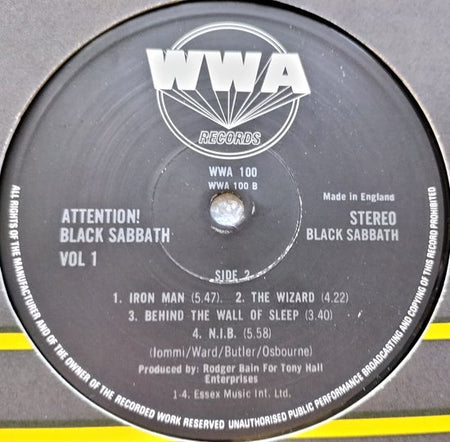 WWA
RECORDS
WWA 100
WWA 100 B
Made in England
ATTENTION!
BLACK SABBATH
VOL 1
STEREO
BLACK SABBATH
SIDE 2
1. IRON MAN (5.47). 2. THE WIZARD (4.22)
3. BEHIND THE WALL OF SLEEP (3.40)
4. N.I.B. (5.58)
(Iommi/Ward/Butler/Osbourne)
Produced by: Rodger Bain For Tony Hall
Enterprises
1-4. Essex Music Int. Ltd.
ALL RIGHTS OF THE MANUFACTURER AND OF THE OWNER OF THE RECORDED WORK RESERVED UNAUTHORISED PUBLIC PERFORMANCE BROADCASTING AND COPYING OF THIS RECORD PROHIBITED